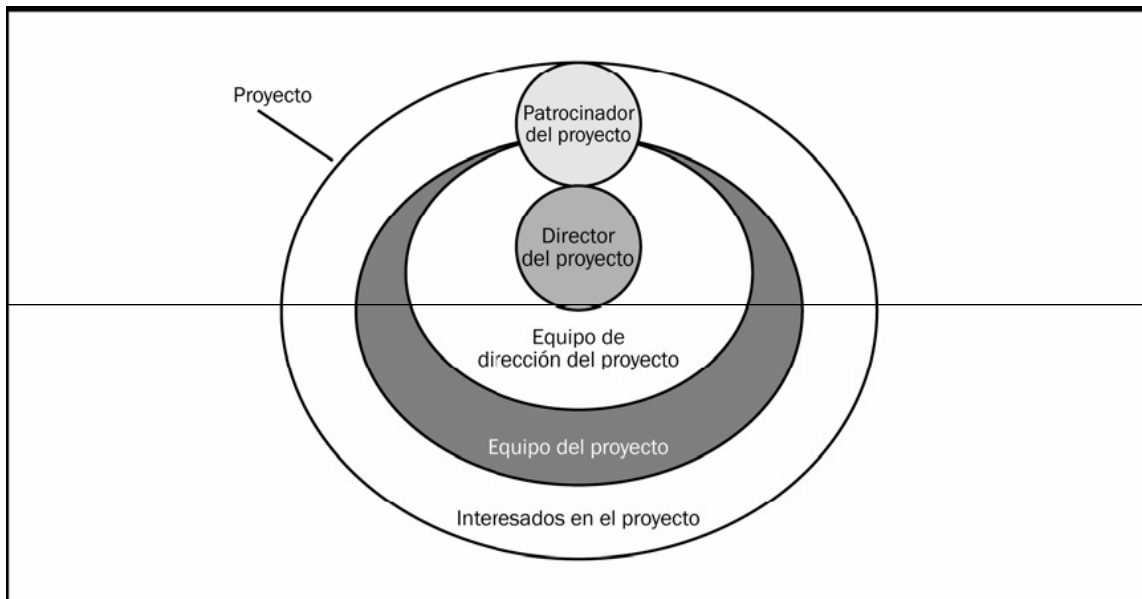 Proyecto
Patrocinador
del proyecto
Director
del proyecto
Equipo de
dirección del proyecto
Equipo del proyecto
Interesados en el proyecto